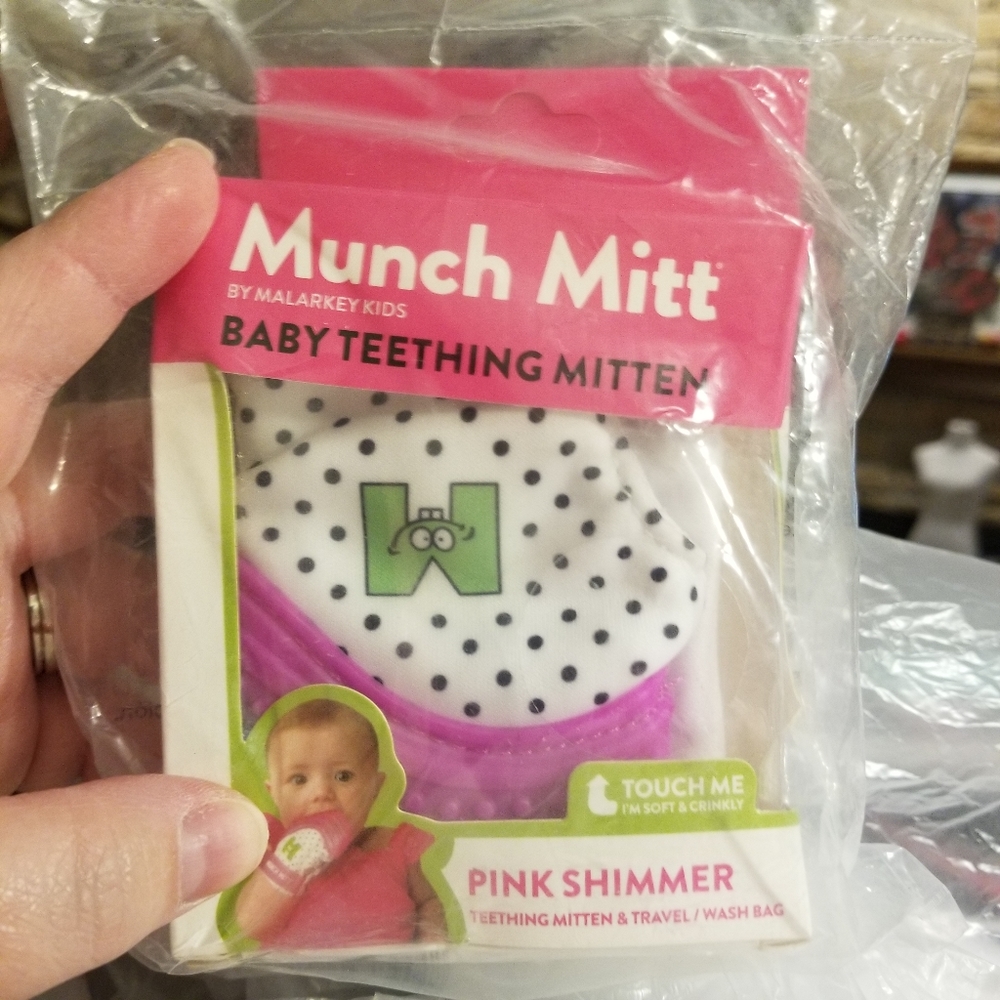 Munch Mitt
BY MALARKEY KIDS
BABY TEETHING MITTEN
TOUCH ME
I'M SOFT & CRINKLY
PINK SHIMMER
TEETHING MITTEN & TRAVEL / WASH BAG